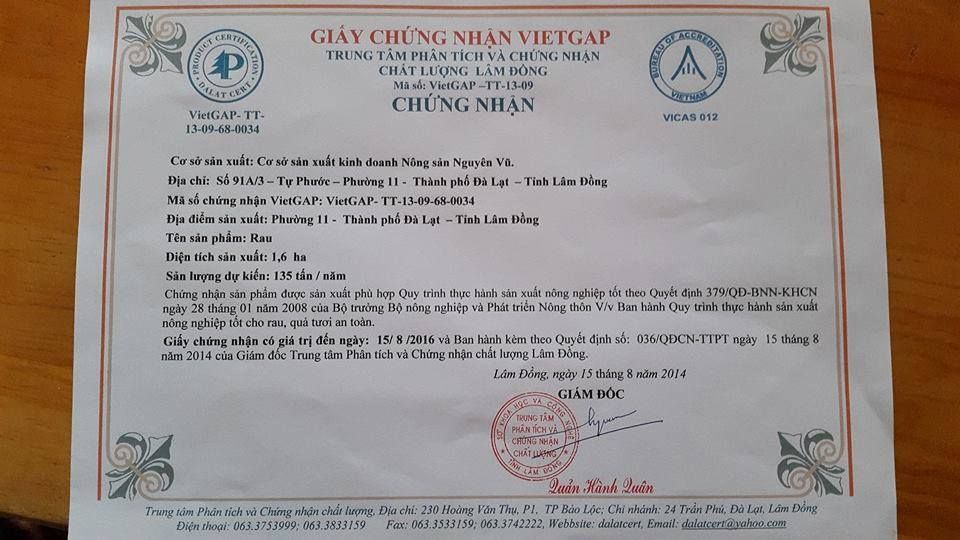 GIẤY CHỨNG NHẬN VIETGAP
TRUNG TÂM PHÂN TÍCH VÀ CHỨNG NHẬN
CHẤT LƯỢNG LÂM ĐỒNG
Mã số: VietGAP –TT-13-09
CHỨNG NHẬN
PRODUCT CERTIFICATION
DALAT CERT
VietGAP- TT-
13-09-68-0034
BUREAU OF ACCREDITATION
VIETNAM
VICAS 012
Cơ sở sản xuất: Cơ sở sản xuất kinh doanh Nông sản Nguyên Vũ.
Địa chỉ: Số 91A/3 – Tự Phước – Phường 11 - Thành phố Đà Lạt – Tỉnh Lâm Đồng
Mã số chứng nhận VietGAP: VietGAP- TT-13-09-68-0034
Địa điểm sản xuất: Phường 11 - Thành phố Đà Lạt – Tỉnh Lâm Đồng
Tên sản phẩm: Rau
Diện tích sản xuất: 1,6 ha
Sản lượng dự kiến: 135 tấn / năm
Chứng nhận sản phẩm được sản xuất phù hợp Quy trình thực hành sản xuất nông nghiệp tốt theo Quyết định 379/QĐ-BNN-KHCN
ngày 28 tháng 01 năm 2008 của Bộ trưởng Bộ nông nghiệp và Phát triển Nông thôn V/v Ban hành Quy trình thực hành sản xuất
nông nghiệp tốt cho rau, quả tươi an toàn.
Giấy chứng nhận có giá trị đến ngày: 15/ 8 /2016 và Ban hành kèm theo Quyết định số: 036/QĐCN-TTPT ngày 15 tháng 8
năm 2014 của Giám đốc Trung tâm Phân tích và Chứng nhận chất lượng Lâm Đồng.
Lâm Đồng, ngày 15 tháng 8 năm 2014
GIÁM ĐỐC
SỞ KHOA HỌC VÀ CÔNG NGHỆ
TRUNG TÂM
PHÂN TÍCH VÀ
CHỨNG NHẬN
CHẤT LƯỢNG
TỈNH LÂM ĐỒNG
Quản Hành Quân
Trung tâm Phân tích và Chứng nhận chất lượng, Địa chỉ: 230 Hoàng Văn Thụ, P1, TP Bảo Lộc; Chi nhánh: 24 Trần Phú, Đà Lạt, Lâm Đồng
Điện thoại: 063.3753999; 063.3833159 Fax: 063.3533159; 063.3742222, Webbsite: dalatcert, Email: dalatcert@yahoo.com